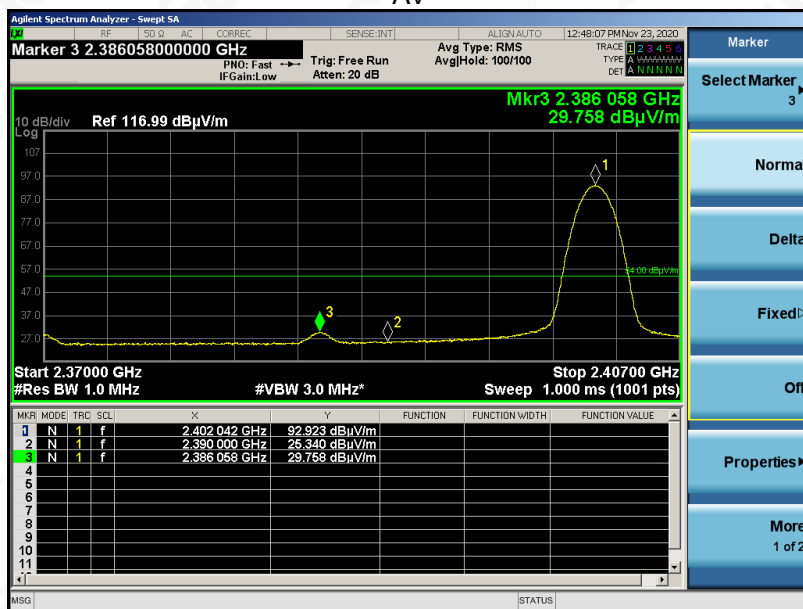 AV
Agilent Spectrum Analyzer - Swept SA
LXI RF 50 Ω AC CORREC SENSE:INT ALIGN AUTO 12:48:07 PM Nov 23, 2020
Marker 3 2.386058000000 GHz
PNO: Fast
IFGain:Low
Trig: Free Run
Atten: 20 dB
Avg Type: RMS
Avg|Hold: 100/100
TRACE 1 2 3 4 5 6
TYPE A WWWWW
DET A N N N N N
Mkr3 2.386 058 GHz
29.758 dBµV/m
10 dB/div Ref 116.99 dBµV/m
Log
107
97.0
87.0
77.0
67.0
57.0
47.0
37.0
27.0
1
2
3
54.00 dBµV/m
Start 2.37000 GHz Stop 2.40700 GHz
#Res BW 1.0 MHz #VBW 3.0 MHz* Sweep 1.000 ms (1001 pts)
MKR MODE TRC SCL X Y FUNCTION FUNCTION WIDTH FUNCTION VALUE
1 N 1 f 2.402 042 GHz 92.923 dBµV/m
2 N 1 f 2.390 000 GHz 25.340 dBµV/m
3 N 1 f 2.386 058 GHz 29.758 dBµV/m
4
5
6
7
8
9
10
11
MSG STATUS
Marker
Select Marker
3
Norma
Delta
Fixed
Off
Properties
More
1 of 2